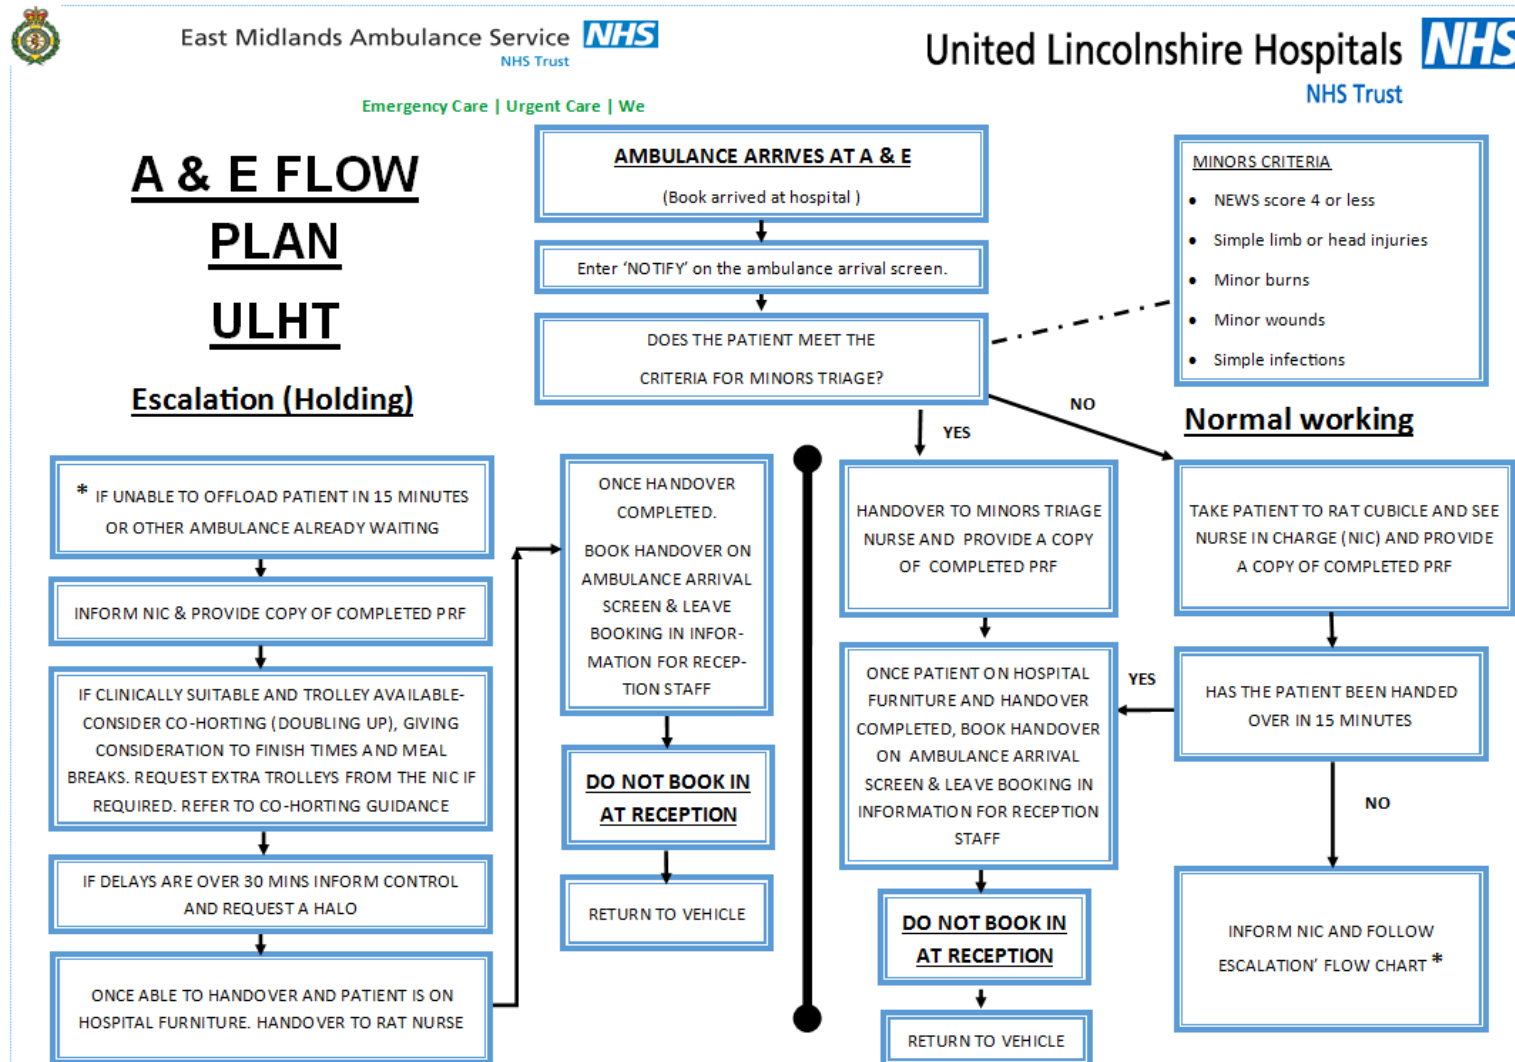 East Midlands Ambulance Service NHS
NHS Trust
Emergency Care | Urgent Care | We
United Lincolnshire Hospitals NHS
NHS Trust
A & E FLOW
PLAN
ULHT
Escalation (Holding)
AMBULANCE ARRIVES AT A & E
(Book arrived at hospital )
Enter ‘NOTIFY’ on the ambulance arrival screen.
DOES THE PATIENT MEET THE
CRITERIA FOR MINORS TRIAGE?
MINORS CRITERIA
• NEWS score 4 or less
• Simple limb or head injuries
• Minor burns
• Minor wounds
• Simple infections
YES
NO
Normal working
* IF UNABLE TO OFFLOAD PATIENT IN 15 MINUTES
OR OTHER AMBULANCE ALREADY WAITING
INFORM NIC & PROVIDE COPY OF COMPLETED PRF
IF CLINICALLY SUITABLE AND TROLLEY AVAILABLE-
CONSIDER CO-HORTING (DOUBLING UP), GIVING
CONSIDERATION TO FINISH TIMES AND MEAL
BREAKS. REQUEST EXTRA TROLLEYS FROM THE NIC IF
REQUIRED. REFER TO CO-HORTING GUIDANCE
IF DELAYS ARE OVER 30 MINS INFORM CONTROL
AND REQUEST A HALO
ONCE ABLE TO HANDOVER AND PATIENT IS ON
HOSPITAL FURNITURE. HANDOVER TO RAT NURSE
ONCE HANDOVER
COMPLETED.
BOOK HANDOVER ON
AMBULANCE ARRIVAL
SCREEN & LEAVE
BOOKING IN INFOR-
MATION FOR RECEP-
TION STAFF
DO NOT BOOK IN
AT RECEPTION
RETURN TO VEHICLE
HANDOVER TO MINORS TRIAGE
NURSE AND PROVIDE A COPY
OF COMPLETED PRF
ONCE PATIENT ON HOSPITAL
FURNITURE AND HANDOVER
COMPLETED, BOOK HANDOVER
ON AMBULANCE ARRIVAL
SCREEN & LEAVE BOOKING IN
INFORMATION FOR RECEPTION
STAFF
DO NOT BOOK IN
AT RECEPTION
RETURN TO VEHICLE
TAKE PATIENT TO RAT CUBICLE AND SEE
NURSE IN CHARGE (NIC) AND PROVIDE
A COPY OF COMPLETED PRF
YES
HAS THE PATIENT BEEN HANDED
OVER IN 15 MINUTES
NO
INFORM NIC AND FOLLOW
ESCALATION’ FLOW CHART *